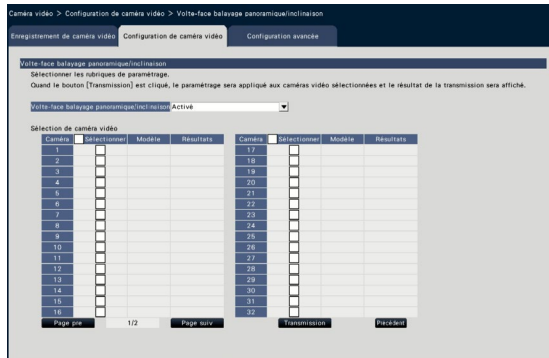 Caméra vidéo > Configuration de caméra vidéo > Volte-face balayage panoramique/inclinaison
Enregistrement de caméra vidéo Configuration de caméra vidéo Configuration avancée
Volte-face balayage panoramique/inclinaison
Sélectionner les rubriques de paramétrage.
Quand le bouton [Transmission] est cliqué, le paramétrage sera appliqué aux caméras vidéo sélectionnées et le résultat de la transmission sera affiché.
Volte-face balayage panoramique/inclinaison Activé
Sélection de caméra vidéo
Caméra Sélectionner Modèle Résultats Caméra Sélectionner Modèle Résultats
1 17
2 18
3 19
4 20
5 21
6 22
7 23
8 24
9 25
10 26
11 27
12 28
13 29
14 30
15 31
16 32
Page pre 1/2 Page suiv Transmission Précédent